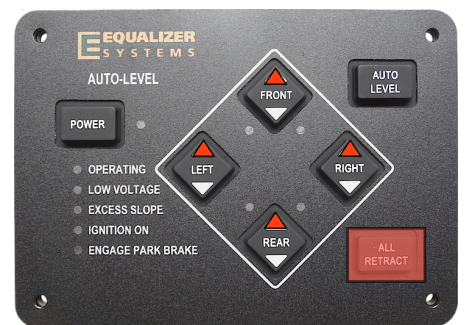 EQUALIZER
SYSTEMS
AUTO-LEVEL
AUTO
LEVEL
FRONT
POWER
LEFT
RIGHT
OPERATING
LOW VOLTAGE
EXCESS SLOPE
IGNITION ON
ENGAGE PARK BRAKE
REAR
ALL
RETRACT